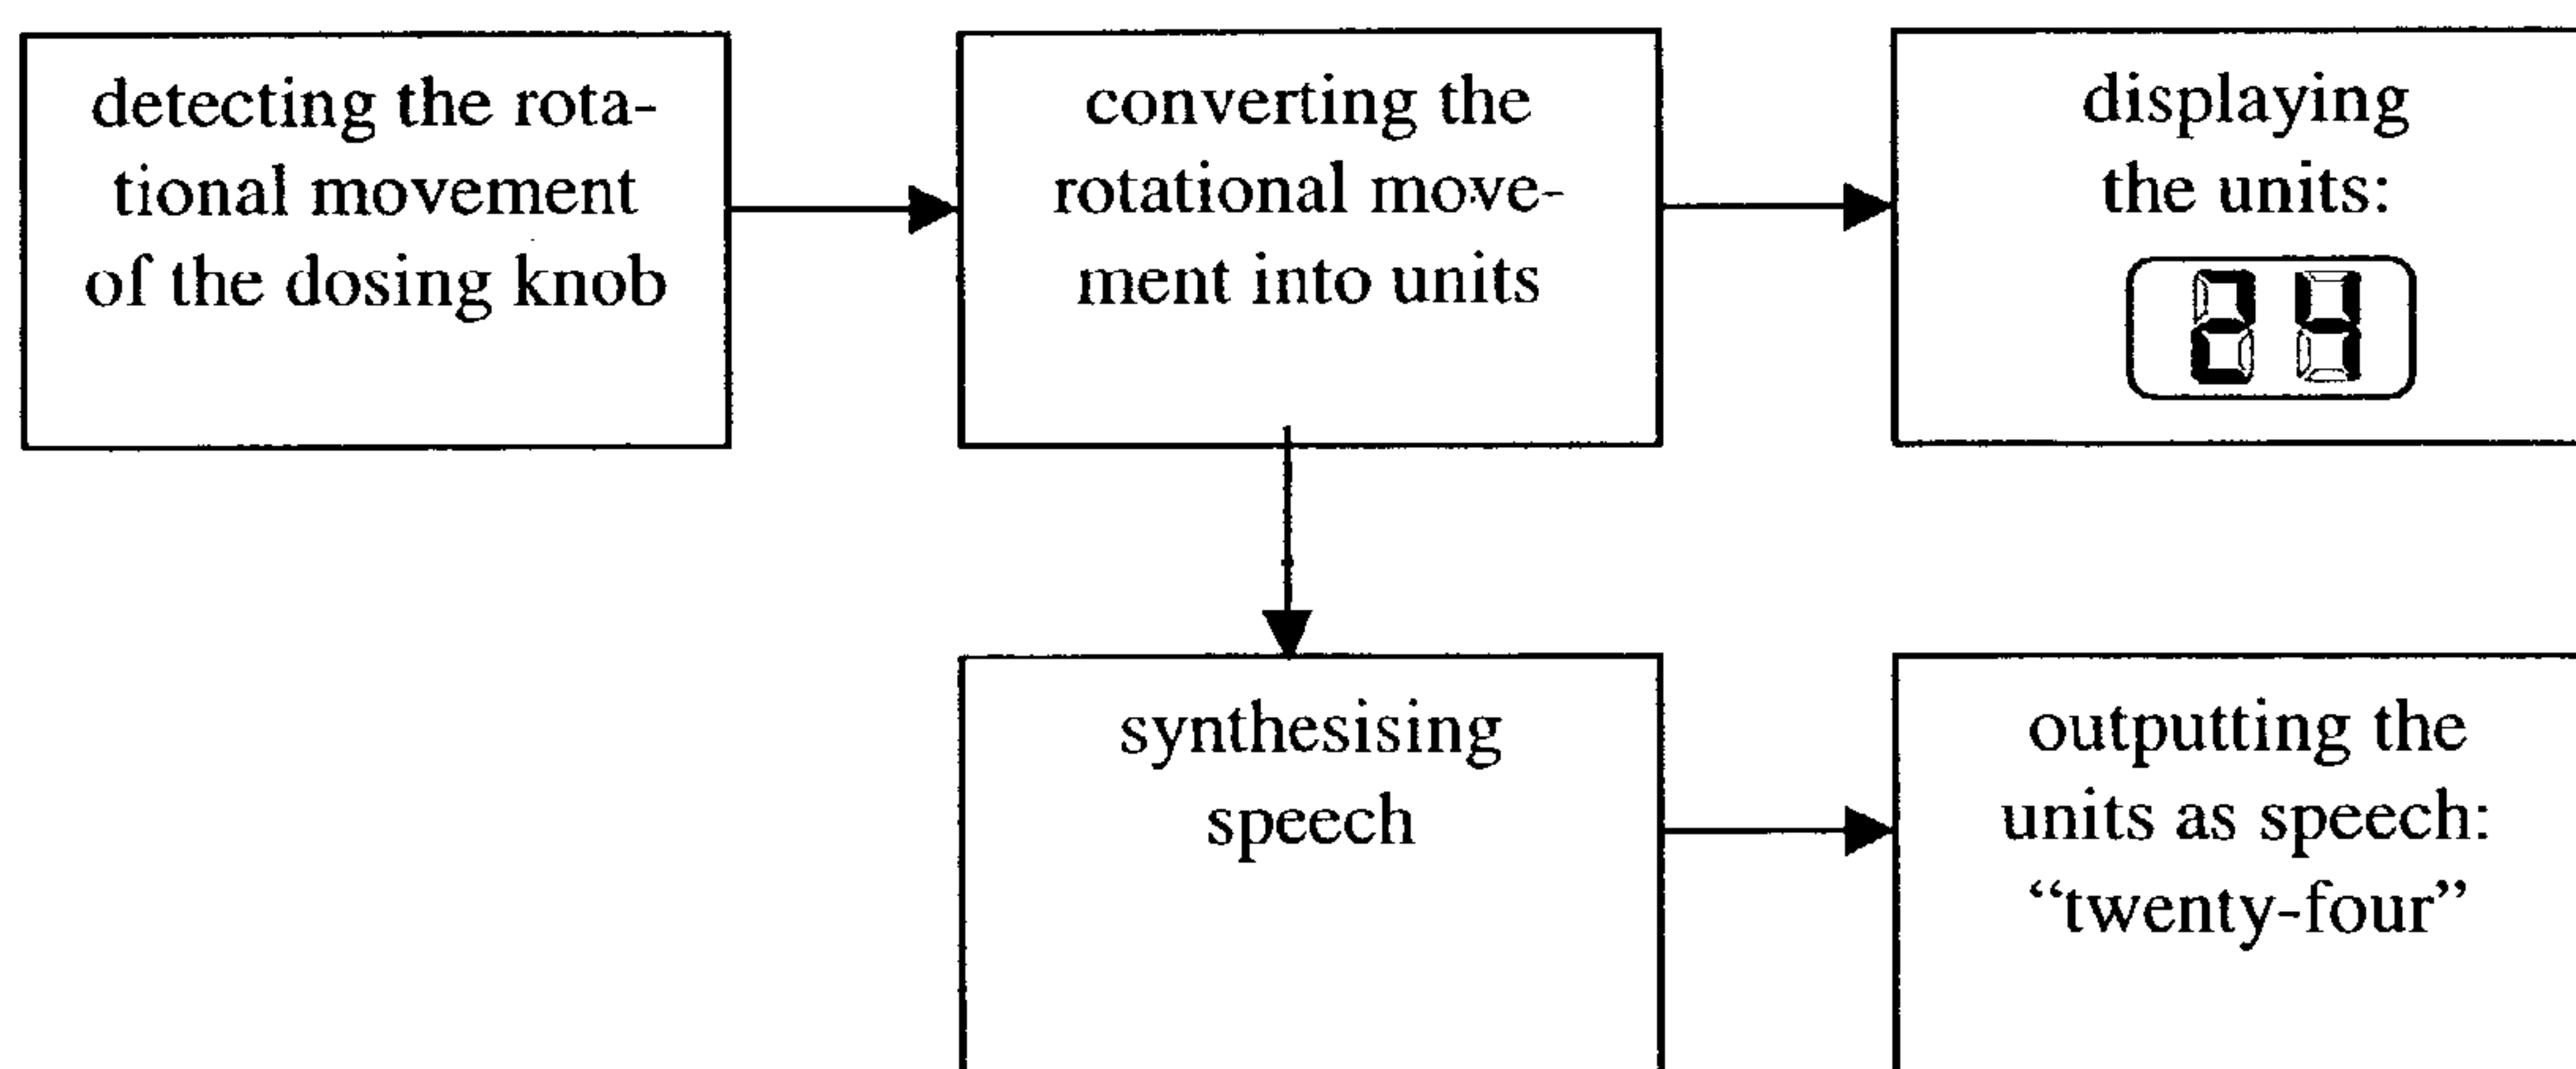 detecting the rota-
tional movement
of the dosing knob
converting the
rotational move-
ment into units
displaying
the units:
24
synthesising
speech
outputting the
units as speech:
“twenty-four”